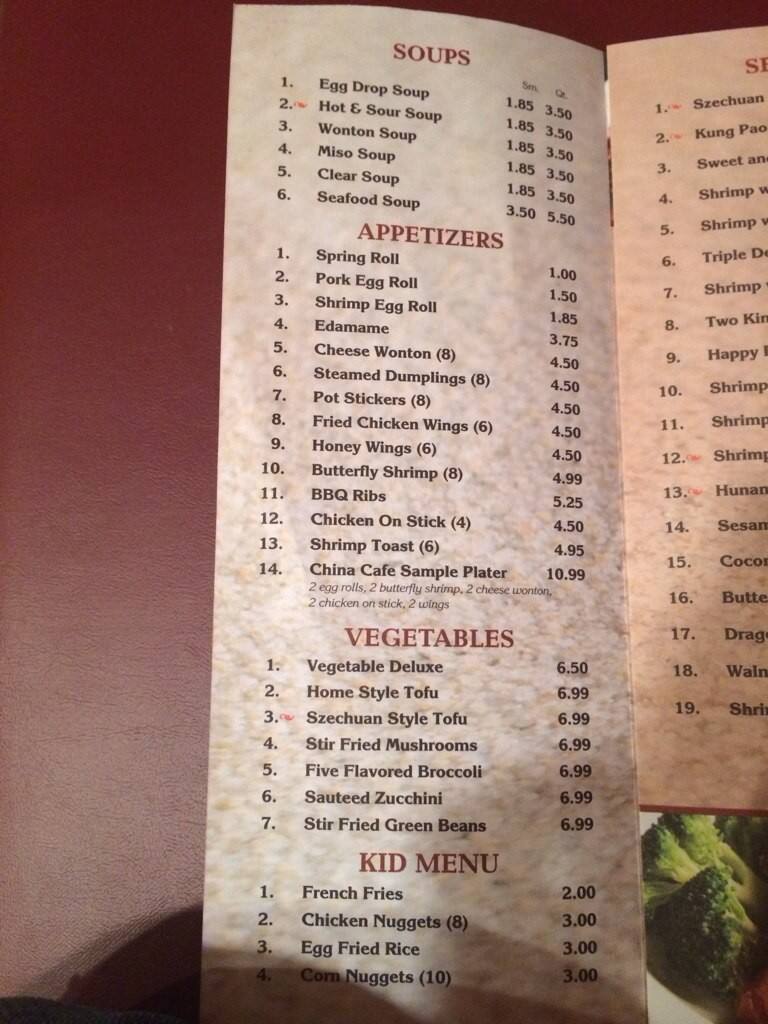 SOUPS
Sm. Qt.
1. Egg Drop Soup 1.85 3.50
2. Hot & Sour Soup 1.85 3.50
3. Wonton Soup 1.85 3.50
4. Miso Soup 1.85 3.50
5. Clear Soup 1.85 3.50
6. Seafood Soup 3.50 5.50
APPETIZERS
1. Spring Roll 1.00
2. Pork Egg Roll 1.50
3. Shrimp Egg Roll 1.85
4. Edamame 3.75
5. Cheese Wonton (8) 4.50
6. Steamed Dumplings (8) 4.50
7. Pot Stickers (8) 4.50
8. Fried Chicken Wings (6) 4.50
9. Honey Wings (6) 4.50
10. Butterfly Shrimp (8) 4.99
11. BBQ Ribs 5.25
12. Chicken On Stick (4) 4.50
13. Shrimp Toast (6) 4.95
14. China Cafe Sample Plater 10.99
2 egg rolls, 2 butterfly shrimp, 2 cheese wonton,
2 chicken on stick, 2 wings
VEGETABLES
1. Vegetable Deluxe 6.50
2. Home Style Tofu 6.99
3. Szechuan Style Tofu 6.99
4. Stir Fried Mushrooms 6.99
5. Five Flavored Broccoli 6.99
6. Sauteed Zucchini 6.99
7. Stir Fried Green Beans 6.99
KID MENU
1. French Fries 2.00
2. Chicken Nuggets (8) 3.00
3. Egg Fried Rice 3.00
4. Corn Nuggets (10) 3.00
SE
1. Szechuan
2. Kung Pao
3. Sweet an
4. Shrimp w
5. Shrimp w
6. Triple De
7. Shrimp
8. Two Kin
9. Happy
10. Shrimp
11. Shrimp
12. Shrimp
13. Hunan
14. Sesam
15. Coco
16. Butte
17. Drag
18. Waln
19. Shri